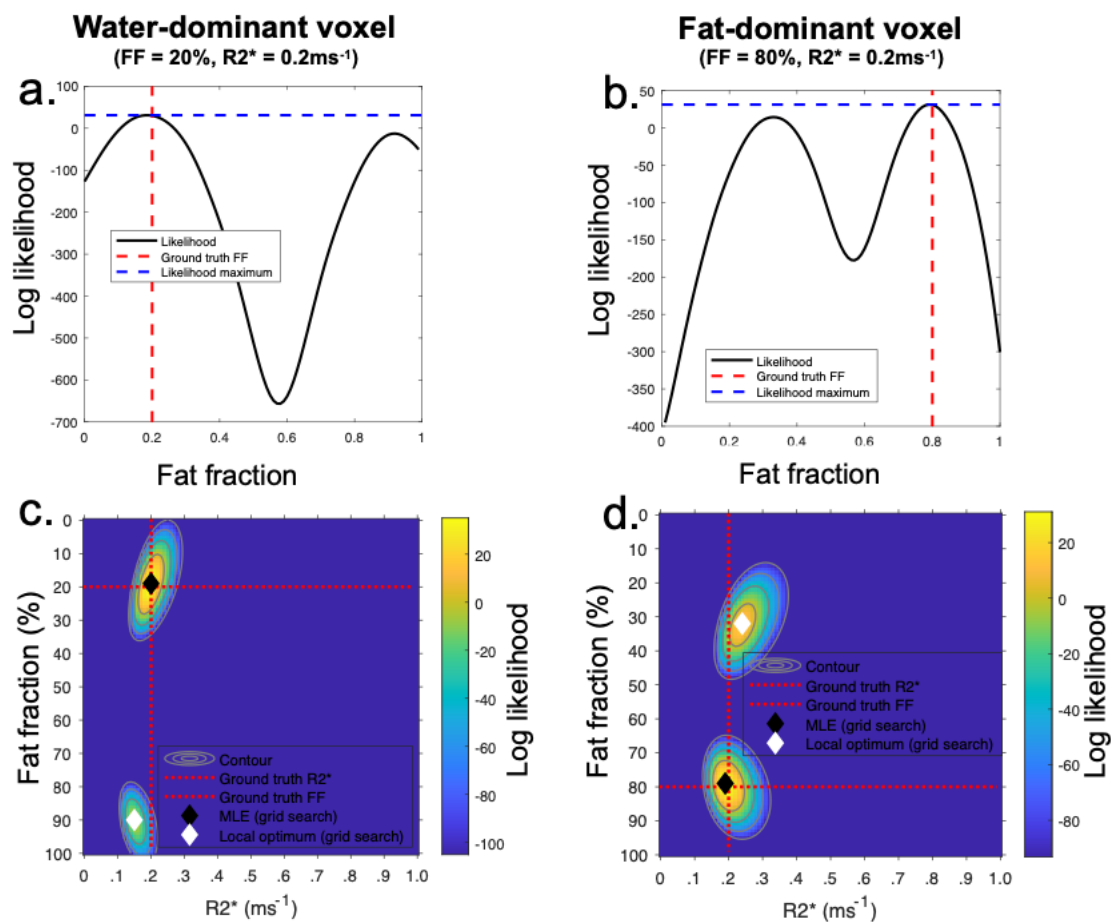 Water-dominant voxel
(FF = 20%, R2* = 0.2ms⁻¹)
Fat-dominant voxel
(FF = 80%, R2* = 0.2ms⁻¹)
a.
100
0
-100
-200
-300
-400
-500
-600
-700
Log likelihood
Likelihood
Ground truth FF
Likelihood maximum
0 0.2 0.4 0.6 0.8 1
Fat fraction
b.
50
0
-50
-100
-150
-200
-250
-300
-350
-400
Log likelihood
Likelihood
Ground truth FF
Likelihood maximum
0 0.2 0.4 0.6 0.8 1
Fat fraction
c.
0
10
20
30
40
50
60
70
80
90
100
Fat fraction (%)
Contour
Ground truth R2*
Ground truth FF
MLE (grid search)
Local optimum (grid search)
0 .1 .2 .3 .4 .5 .6 .7 .8 .9 1.0
R2* (ms⁻¹)
20
0
-20
-40
-60
-80
-100
Log likelihood
d.
0
10
20
30
40
50
60
70
80
90
100
Fat fraction (%)
Contour
Ground truth R2*
Ground truth FF
MLE (grid search)
Local optimum (grid search)
0 .1 .2 .3 .4 .5 .6 .7 .8 .9 1.0
R2* (ms⁻¹)
20
0
-20
-40
-60
-80
Log likelihood